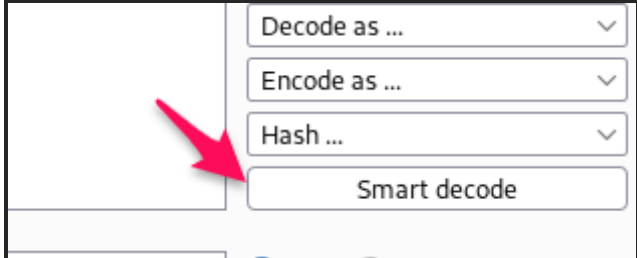 Decode as ...
Encode as ...
Hash ...
Smart decode